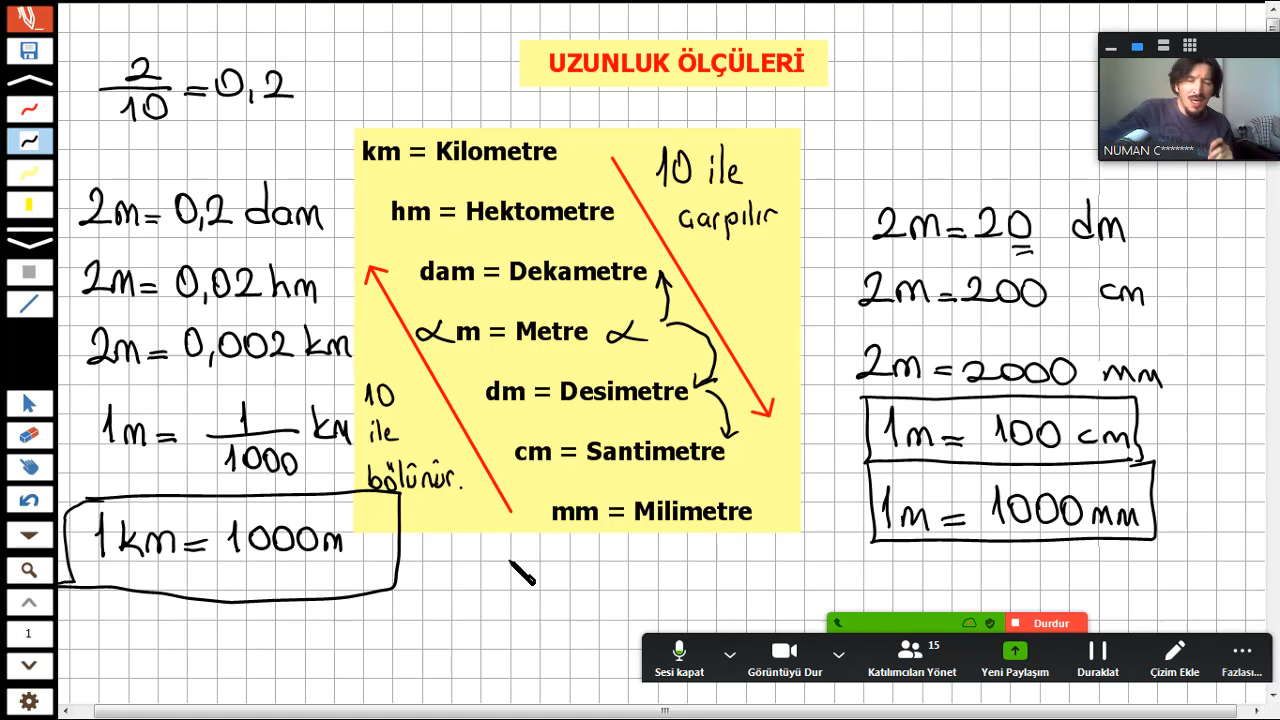 UZUNLUK ÖLÇÜLERİ
2/10 = 0,2
NUMAN C*******
km = Kilometre
10 ile
çarpılır
hm = Hektometre
2m = 0,2 dam
2m = 20 dm
dam = Dekametre
2m = 0,02 hm
2m = 200 cm
m = Metre
2m = 0,002 km
2m = 2000 mm
dm = Desimetre
10
ile
bölünür.
1m = 1/1000 km
1m = 100 cm
cm = Santimetre
mm = Milimetre
1m = 1000 mm
1 km = 1000 m
1
Durdur
15
Sesi kapat
Görüntüyü Dur
Katılımcıları Yönet
Yeni Paylaşım
Duraklat
Çizim Ekle
Fazlası...